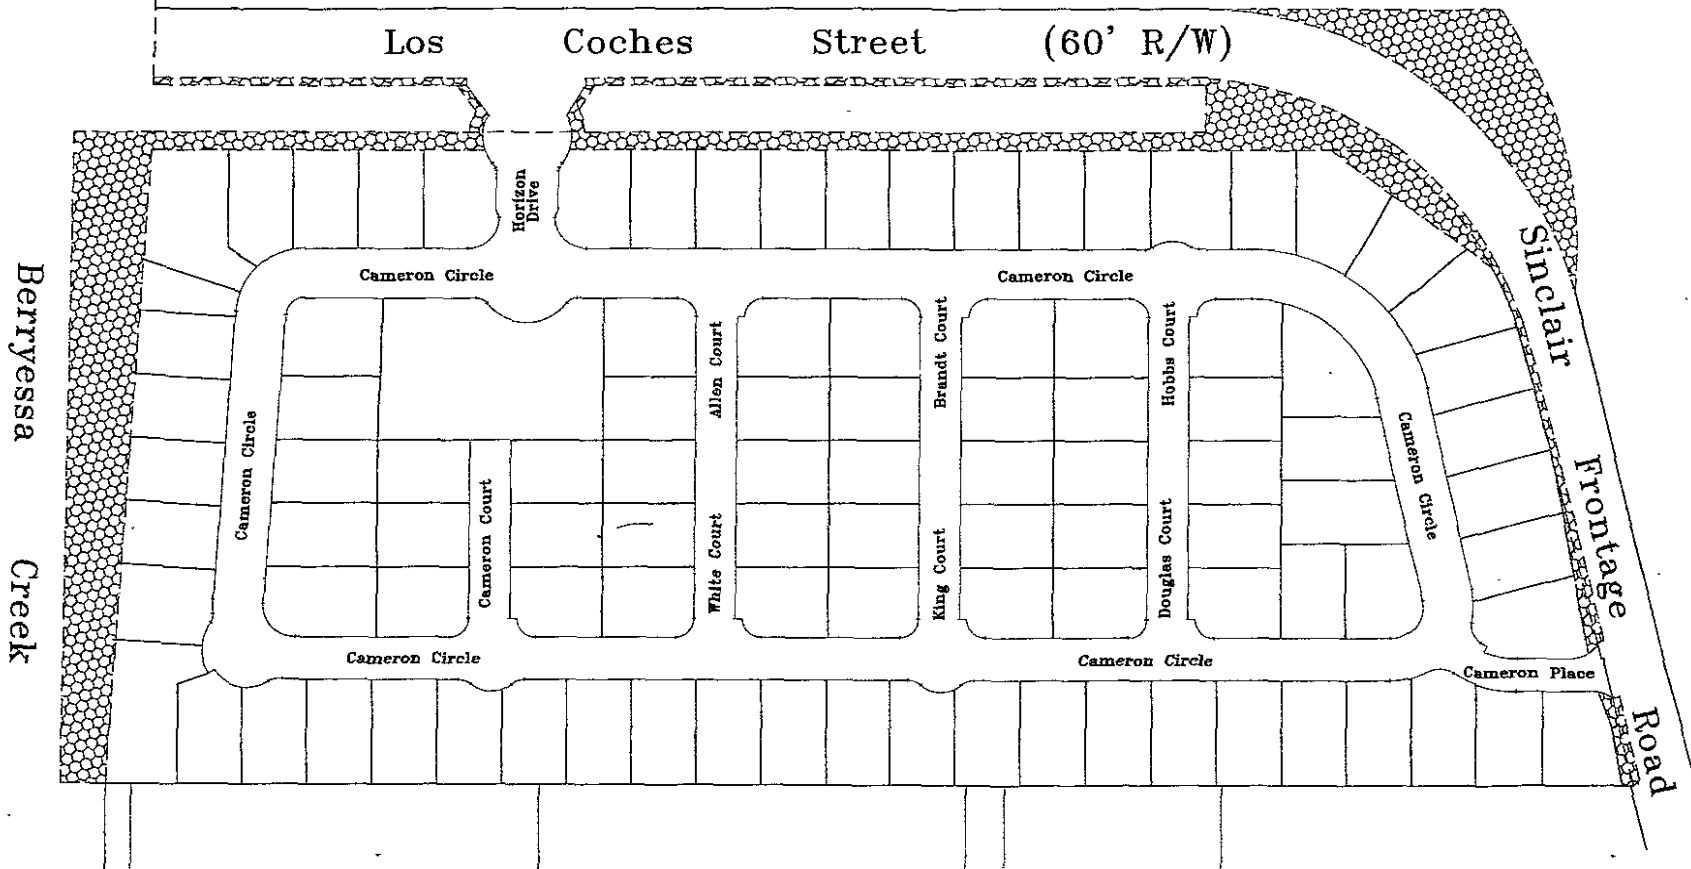 Los Coches Street (60' R/W)
Horizon
Drive
Cameron Circle
Cameron Circle
Sinclair Frontage Road
Berryessa Creek
Cameron Circle
Allen Court
Brandt Court
Hobbs Court
Cameron Circle
Cameron Court
White Court
King Court
Douglas Court
Cameron Circle
Cameron Circle
Cameron Place